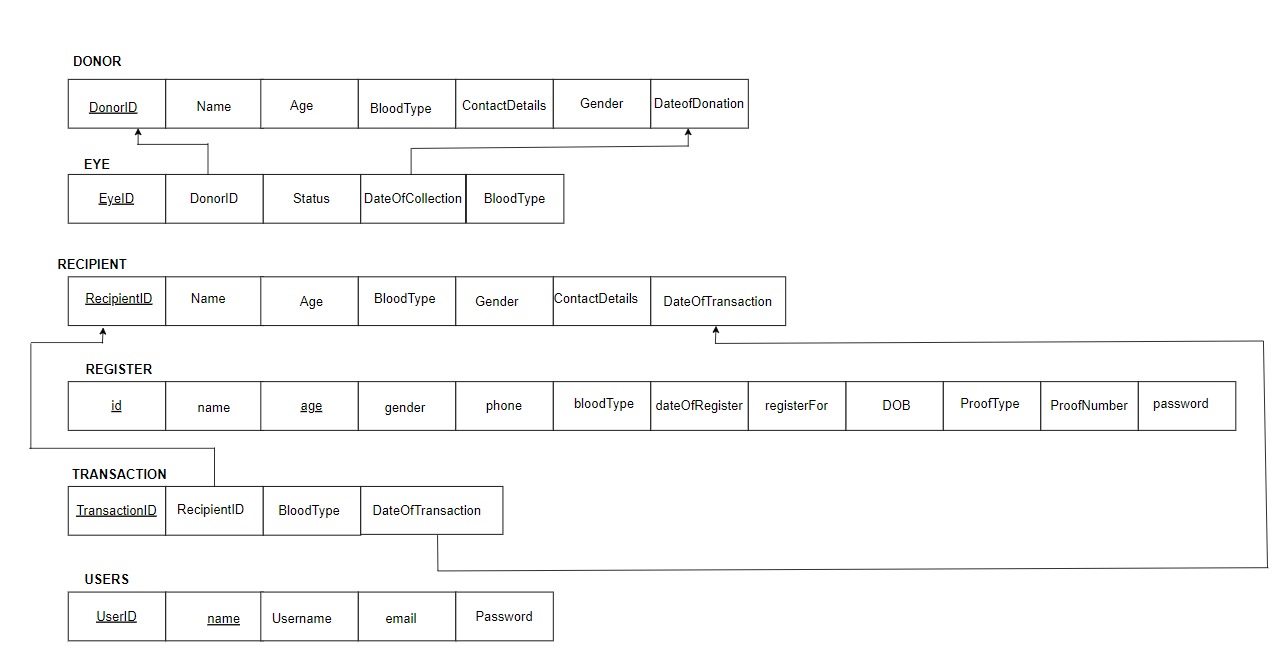 DONOR
DonorID Name Age BloodType ContactDetails Gender DateofDonation
EYE
EyeID DonorID Status DateOfCollection BloodType
RECIPIENT
RecipientID Name Age BloodType Gender ContactDetails DateOfTransaction
REGISTER
id name age gender phone bloodType dateOfRegister registerFor DOB ProofType ProofNumber password
TRANSACTION
TransactionID RecipientID BloodType DateOfTransaction
USERS
UserID name Username email Password